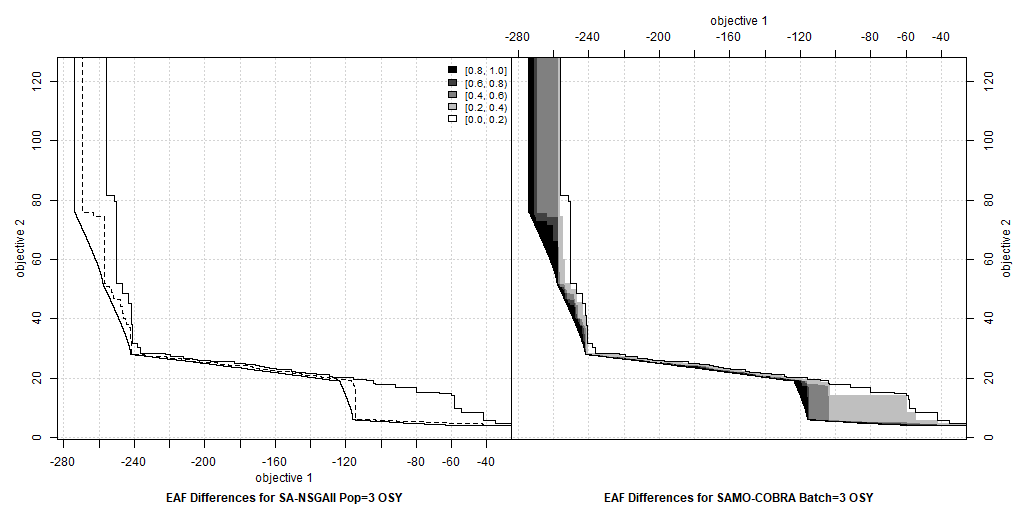 objective 1
-280 -240 -200 -160 -120 -80 -60 -40
[0.8, 1.0]
[0.6, 0.8)
[0.4, 0.6)
[0.2, 0.4)
[0.0, 0.2)
objective 2
0 20 40 60 80 100 120
0 20 40 60 80 100 120
objective 2
-280 -240 -200 -160 -120 -80 -60 -40
objective 1
EAF Differences for SA-NSGAII Pop=3 OSY
EAF Differences for SAMO-COBRA Batch=3 OSY